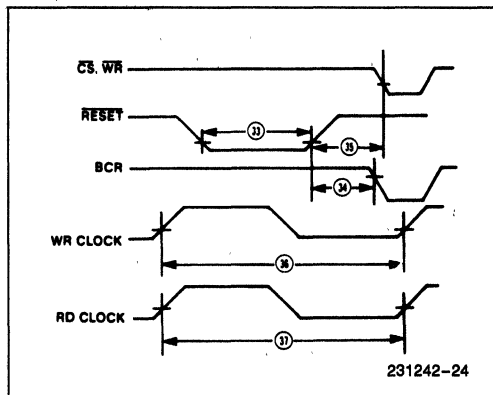 CS, WR
RESET
33
35
BCR
34
WR CLOCK
36
RD CLOCK
37
231242-24